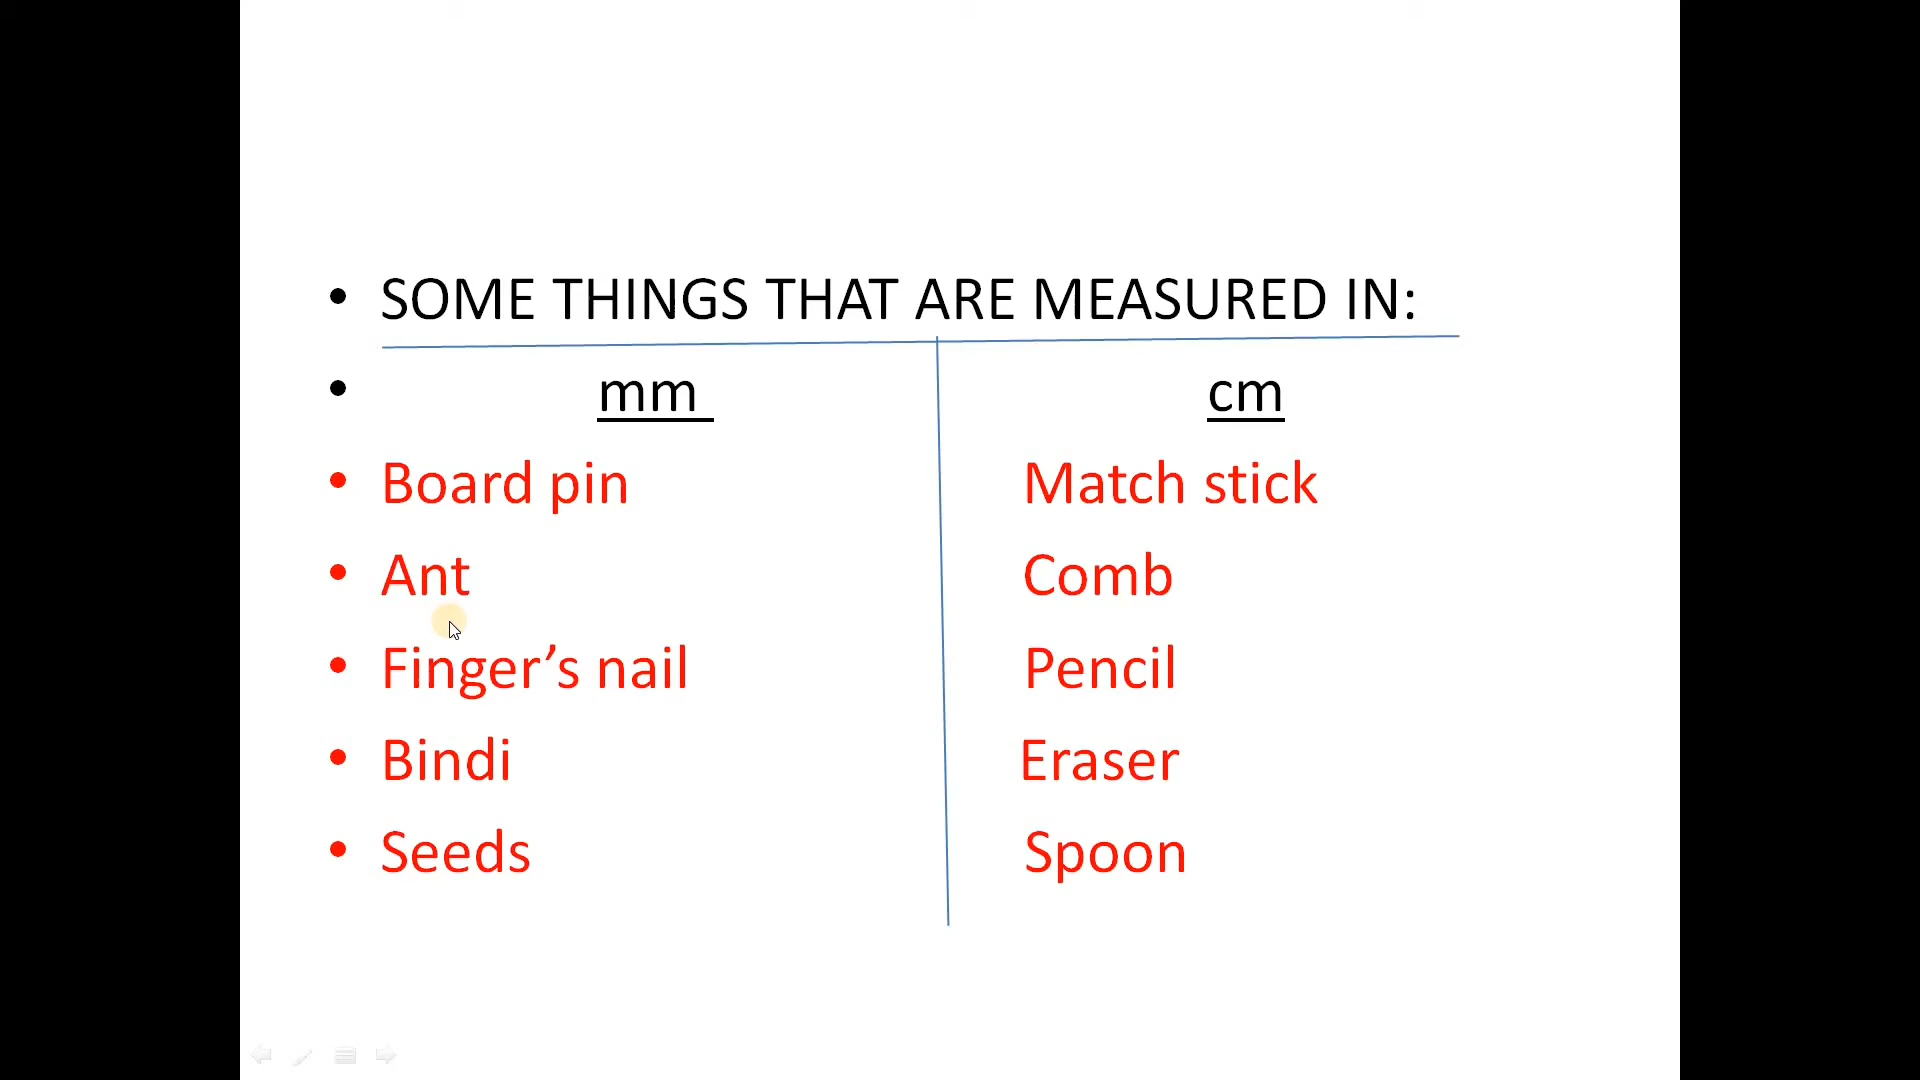 • SOME THINGS THAT ARE MEASURED IN:
• mm cm
• Board pin Match stick
• Ant Comb
• Finger’s nail Pencil
• Bindi Eraser
• Seeds Spoon